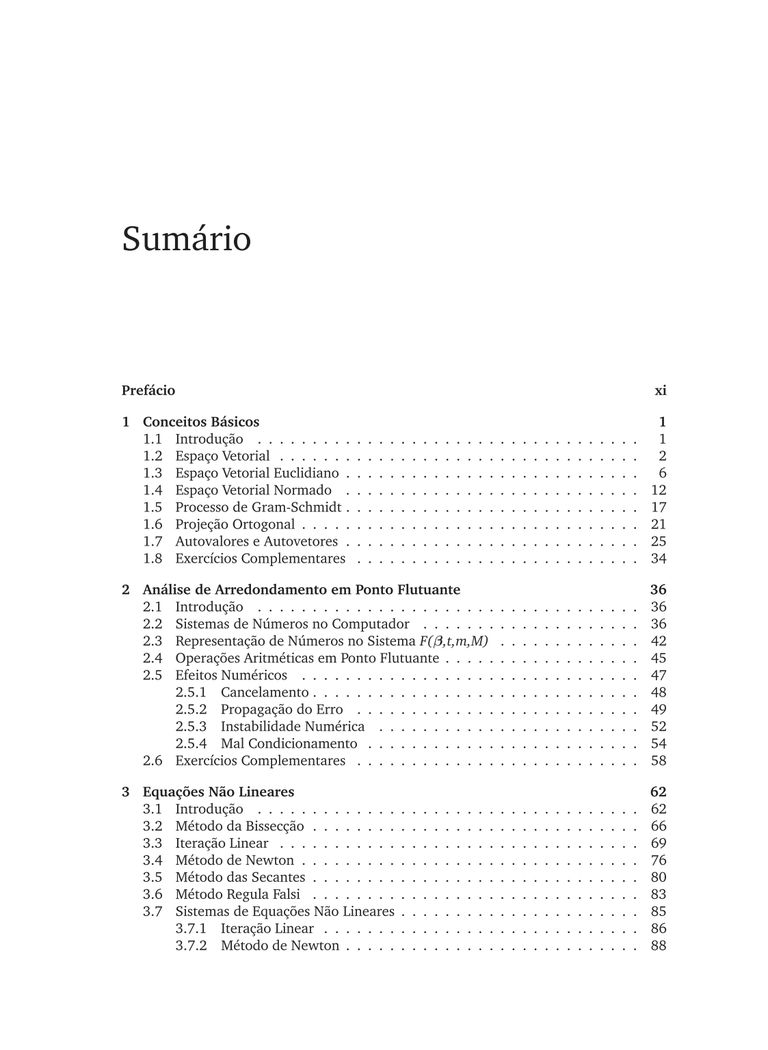 Sumário
Prefácio xi
1 Conceitos Básicos 1
1.1 Introdução . . . . . . . . . . . . . . . . . . . . . . . . . . . . . . . . . . . 1
1.2 Espaço Vetorial . . . . . . . . . . . . . . . . . . . . . . . . . . . . . . . . . 2
1.3 Espaço Vetorial Euclidiano . . . . . . . . . . . . . . . . . . . . . . . . . . . 6
1.4 Espaço Vetorial Normado . . . . . . . . . . . . . . . . . . . . . . . . . . . 12
1.5 Processo de Gram-Schmidt . . . . . . . . . . . . . . . . . . . . . . . . . . . 17
1.6 Projeção Ortogonal . . . . . . . . . . . . . . . . . . . . . . . . . . . . . . . 21
1.7 Autovalores e Autovetores . . . . . . . . . . . . . . . . . . . . . . . . . . . 25
1.8 Exercícios Complementares . . . . . . . . . . . . . . . . . . . . . . . . . . 34
2 Análise de Arredondamento em Ponto Flutuante 36
2.1 Introdução . . . . . . . . . . . . . . . . . . . . . . . . . . . . . . . . . . . 36
2.2 Sistemas de Números no Computador . . . . . . . . . . . . . . . . . . . . 36
2.3 Representação de Números no Sistema F(β,t,m,M) . . . . . . . . . . . . . 42
2.4 Operações Aritméticas em Ponto Flutuante . . . . . . . . . . . . . . . . . . 45
2.5 Efeitos Numéricos . . . . . . . . . . . . . . . . . . . . . . . . . . . . . . . 47
2.5.1 Cancelamento . . . . . . . . . . . . . . . . . . . . . . . . . . . . . . 48
2.5.2 Propagação do Erro . . . . . . . . . . . . . . . . . . . . . . . . . . 49
2.5.3 Instabilidade Numérica . . . . . . . . . . . . . . . . . . . . . . . . 52
2.5.4 Mal Condicionamento . . . . . . . . . . . . . . . . . . . . . . . . . 54
2.6 Exercícios Complementares . . . . . . . . . . . . . . . . . . . . . . . . . . 58
3 Equações Não Lineares 62
3.1 Introdução . . . . . . . . . . . . . . . . . . . . . . . . . . . . . . . . . . . 62
3.2 Método da Bissecção . . . . . . . . . . . . . . . . . . . . . . . . . . . . . . 66
3.3 Iteração Linear . . . . . . . . . . . . . . . . . . . . . . . . . . . . . . . . . 69
3.4 Método de Newton . . . . . . . . . . . . . . . . . . . . . . . . . . . . . . . 76
3.5 Método das Secantes . . . . . . . . . . . . . . . . . . . . . . . . . . . . . . 80
3.6 Método Regula Falsi . . . . . . . . . . . . . . . . . . . . . . . . . . . . . . 83
3.7 Sistemas de Equações Não Lineares . . . . . . . . . . . . . . . . . . . . . . 85
3.7.1 Iteração Linear . . . . . . . . . . . . . . . . . . . . . . . . . . . . . 86
3.7.2 Método de Newton . . . . . . . . . . . . . . . . . . . . . . . . . . . 88